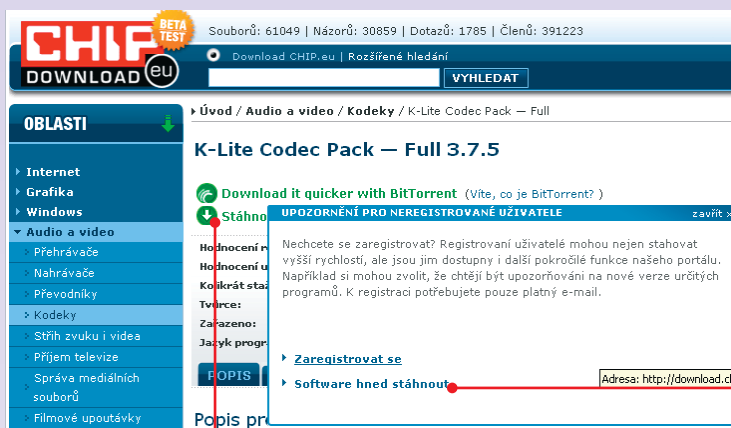 CHIP
DOWNLOAD eu
BETA
TEST
Souborů: 61049 | Názorů: 30859 | Dotazů: 1785 | Členů: 391223
Download CHIP.eu | Rozšířené hledání
VYHLEDAT
OBLASTI
Internet
Grafika
Windows
Audio a video
Přehrávače
Nahrávače
Převodníky
Kodeky
Střih zvuku i videa
Příjem televize
Správa mediálních
souborů
Filmové upoutávky
Úvod / Audio a video / Kodeky / K-Lite Codec Pack — Full
K-Lite Codec Pack — Full 3.7.5
Download it quicker with BitTorrent (Víte, co je BitTorrent? )
Stáhno
Hodnocení
Hodnocení
Kolikrát
Tvůrce:
Zařazeno:
Jazyk
POPIS
Popis
UPOZORNĚNÍ PRO NEREGISTROVANÉ UŽIVATELE
zavřít x
Nechcete se zaregistrovat? Registrovaní uživatelé mohou nejen stahovat
vyšší rychlostí, ale jsou jim dostupny i další pokročilé funkce našeho portálu.
Například si mohou zvolit, že chtějí být upozorňováni na nové verze určitých
programů. K registraci potřebujete pouze platný e-mail.
Zaregistrovat se
Software hned stáhnout
Adresa: http://download.cl